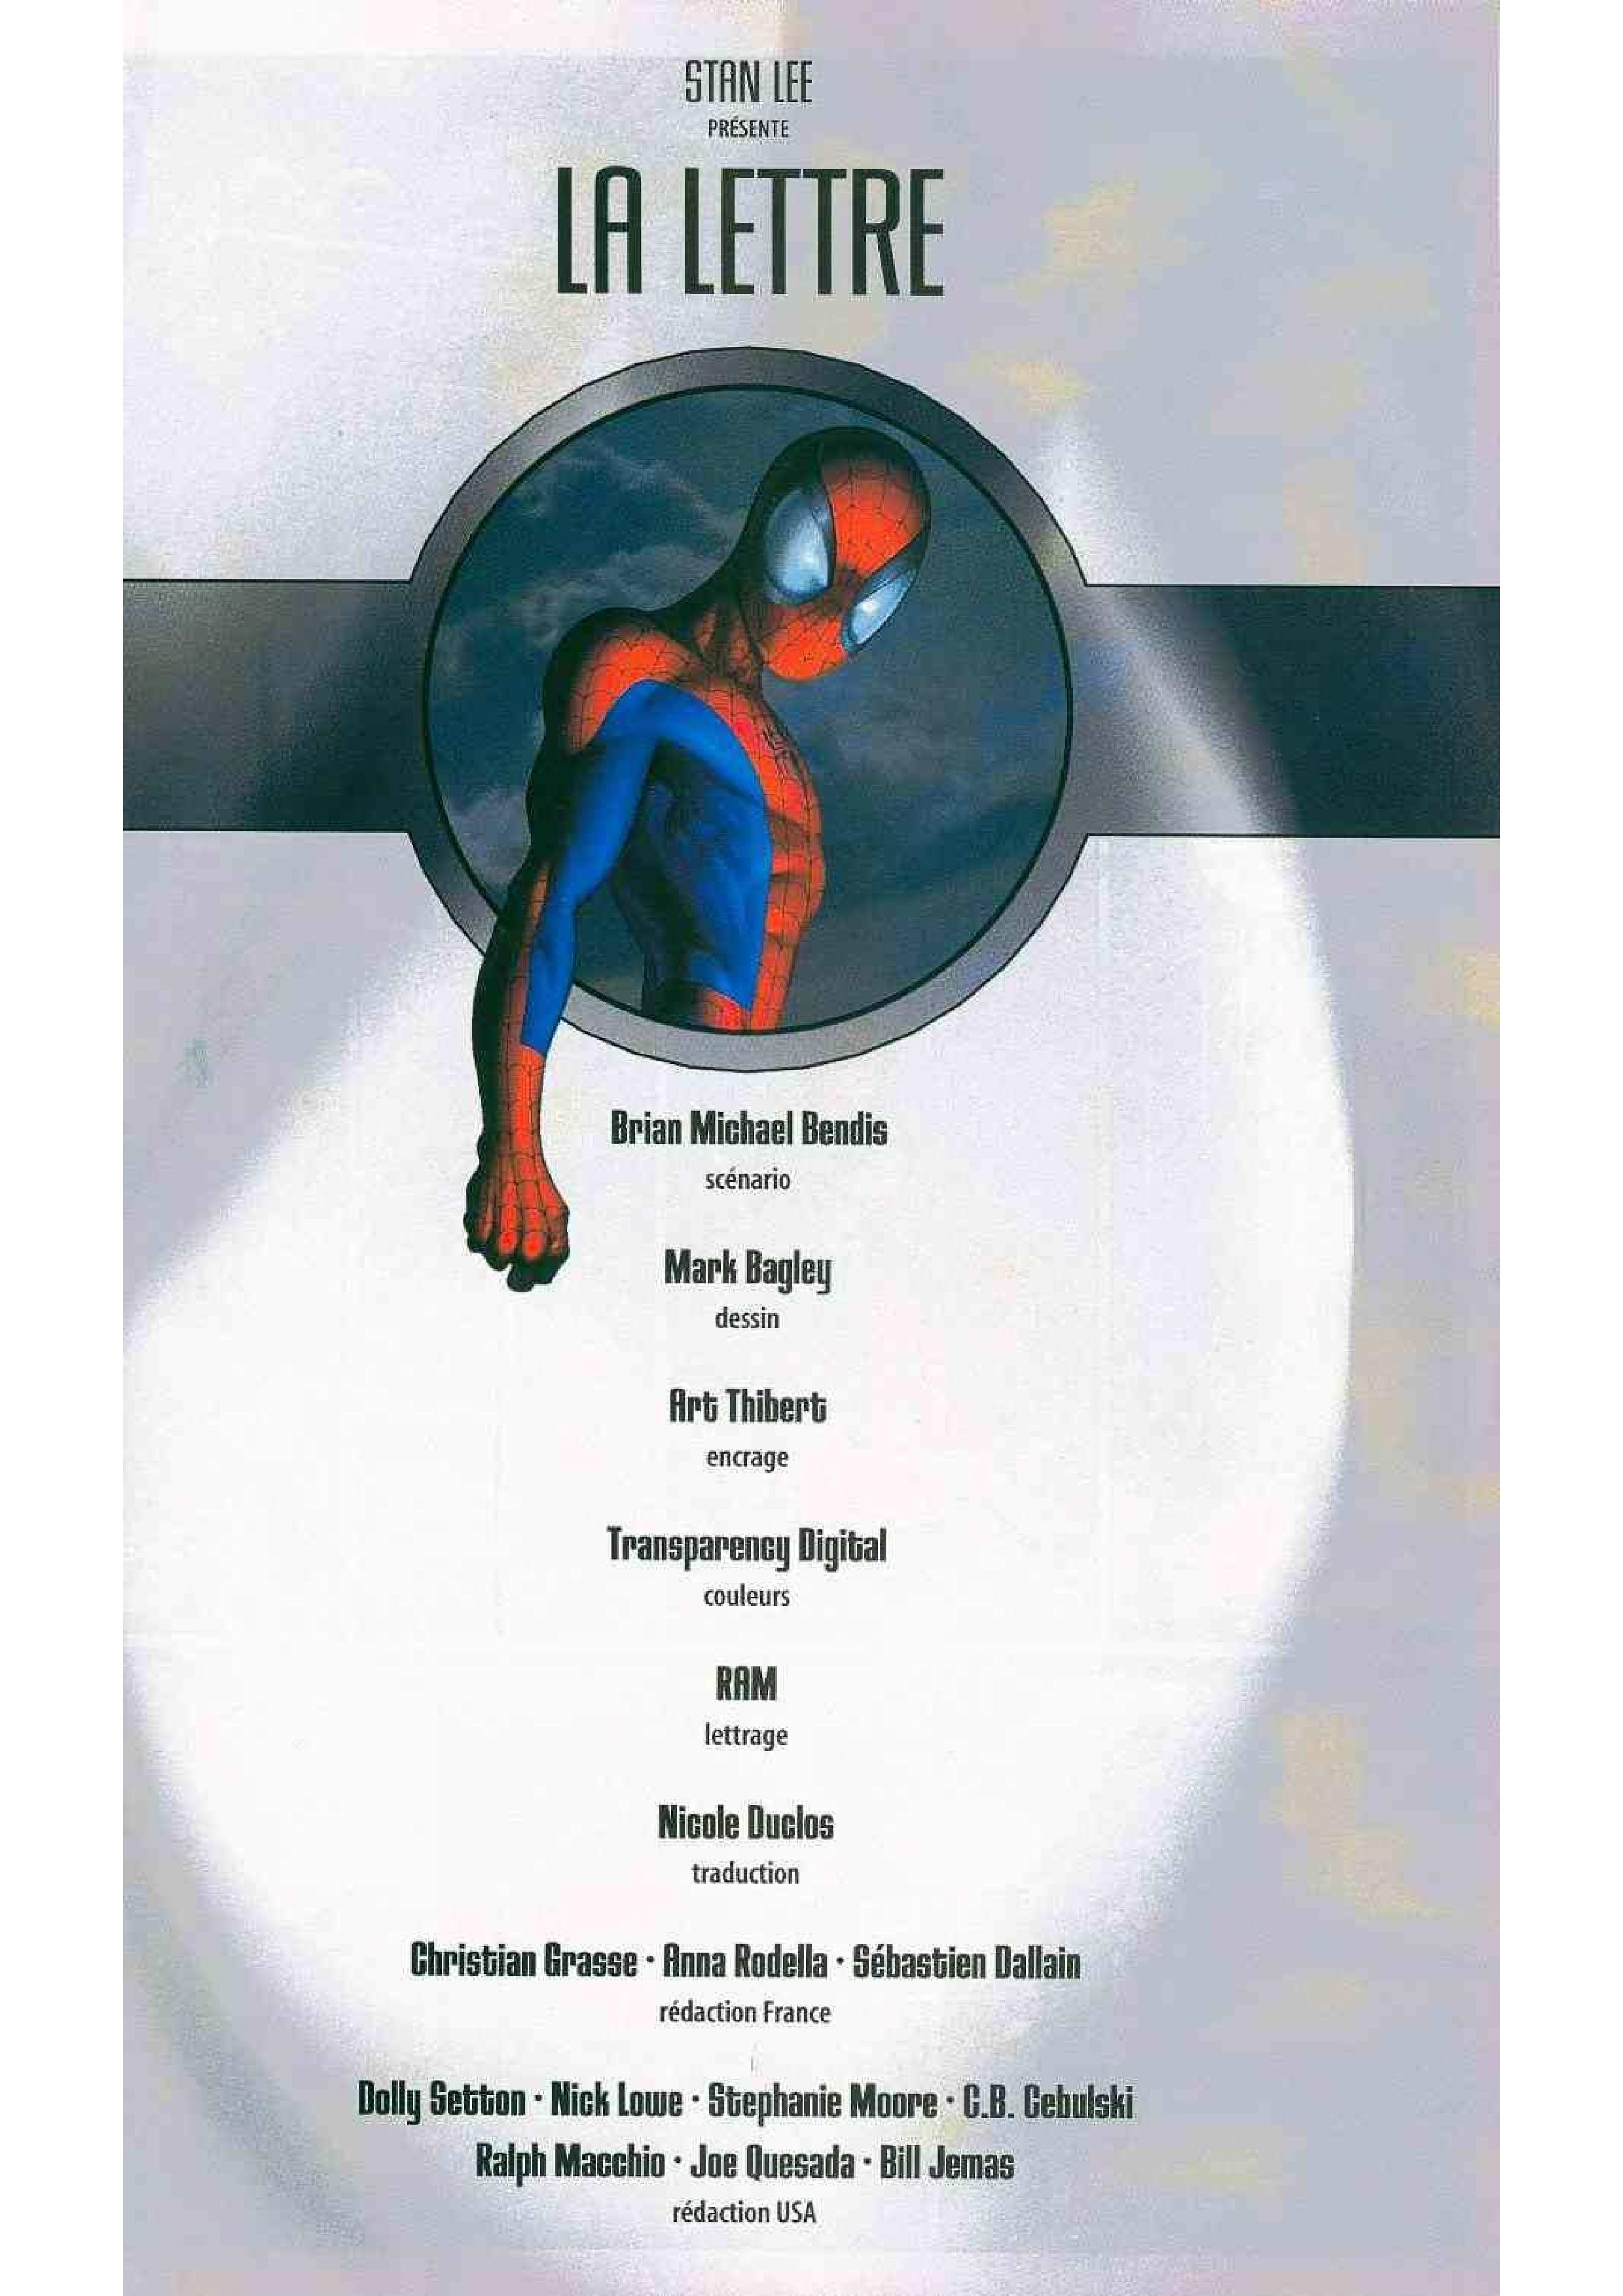 STAN LEE
PRÉSENTE
LA LETTRE
Brian Michael Bendis
scénario
Mark Bagley
dessin
Art Thibert
encrage
Transparency Digital
couleurs
RAM
lettrage
Nicole Duclos
traduction
Christian Grasse · Anna Rodella · Sébastien Dallain
rédaction France
Dolly Setton · Nick Lowe · Stephanie Moore · C.B. Cebulski
Ralph Macchio · Joe Quesada · Bill Jemas
rédaction USA